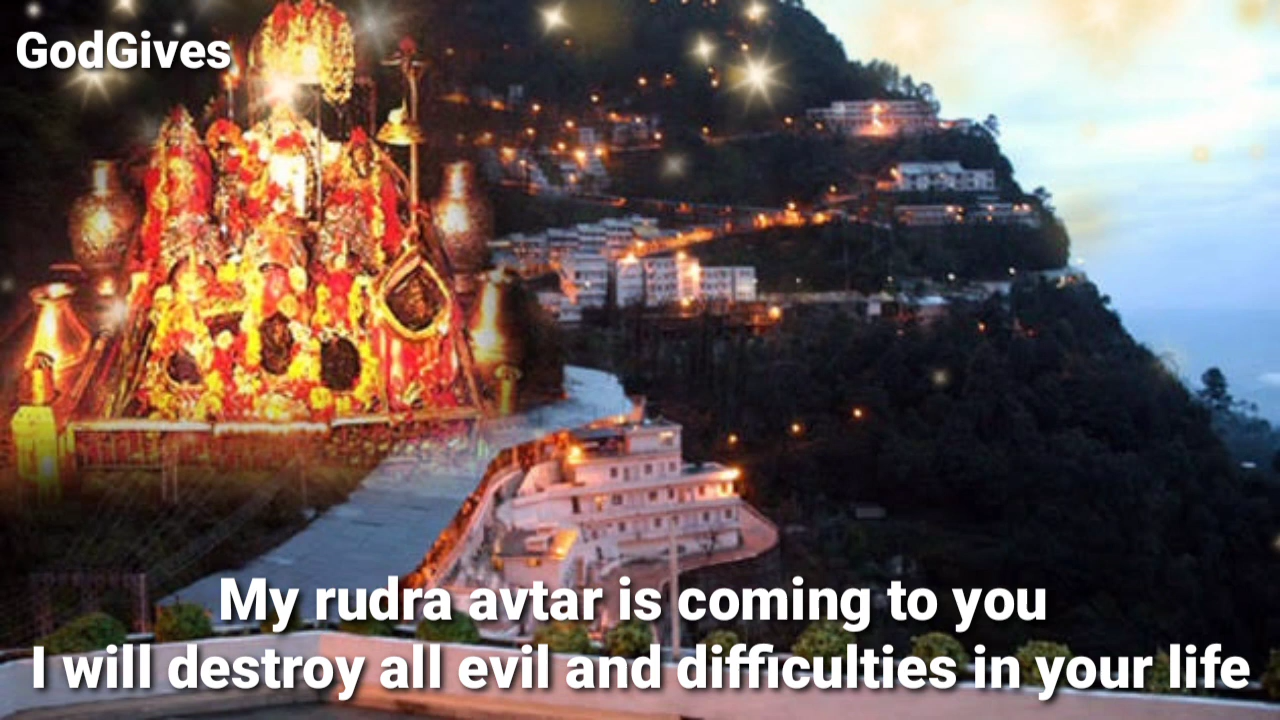 GodGives
My rudra avtar is coming to you
I will destroy all evil and difficulties in your life